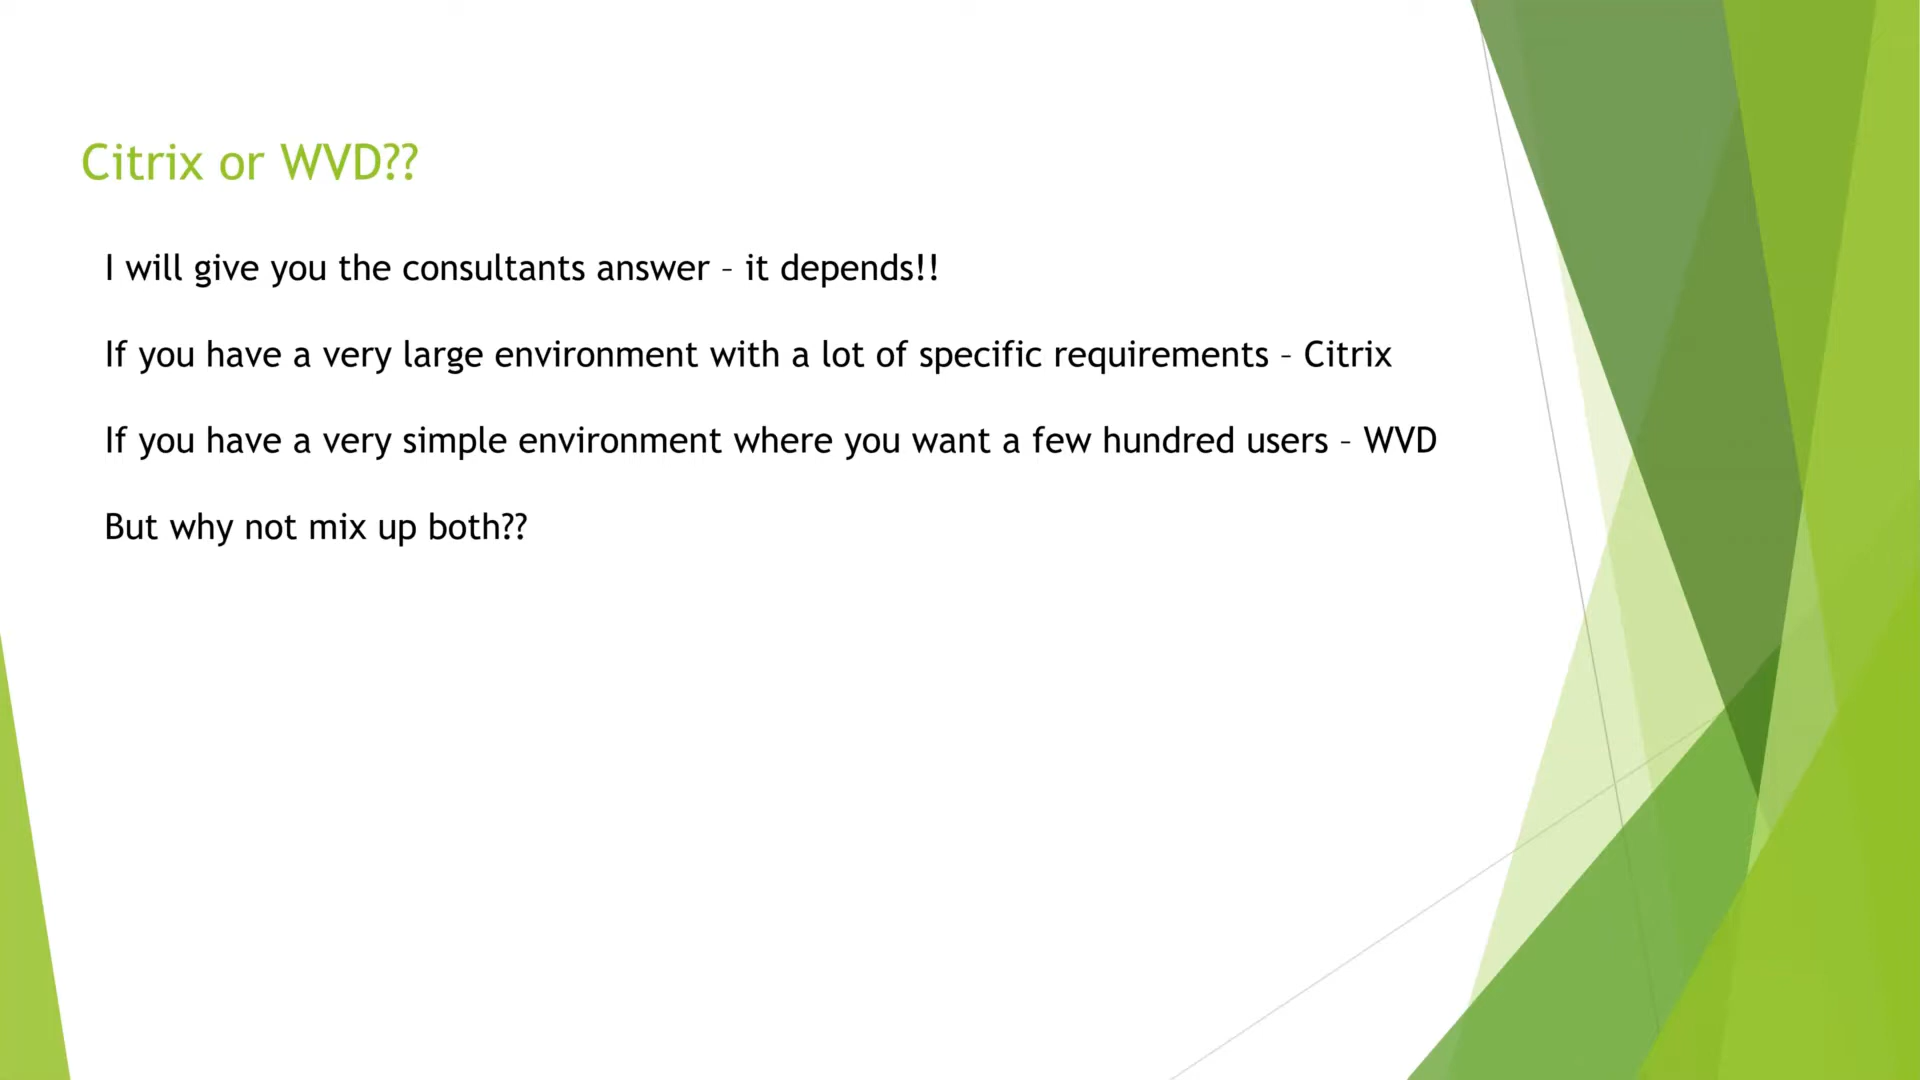 Citrix or WVD??
I will give you the consultants answer – it depends!!
If you have a very large environment with a lot of specific requirements – Citrix
If you have a very simple environment where you want a few hundred users – WVD
But why not mix up both??